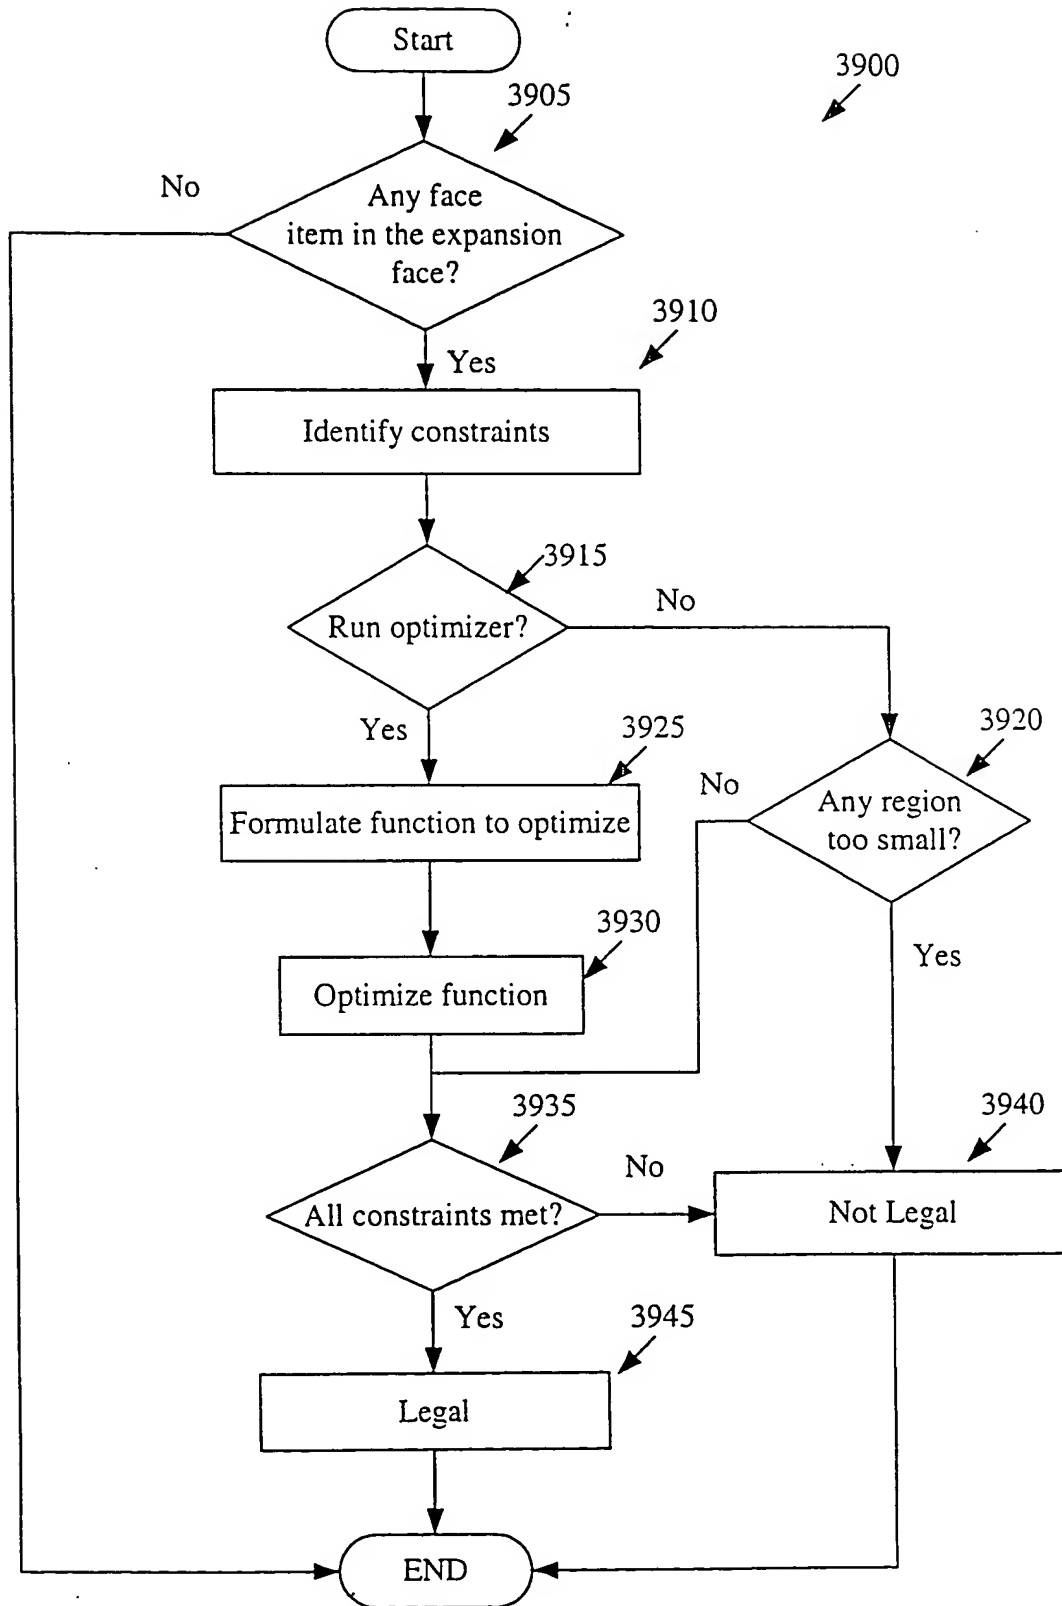 Start
3900
3905
No
Any face
item in the expansion
face?
3910
Yes
Identify constraints
3915
No
Run optimizer?
Yes
3925
3920
No
Any region
too small?
Formulate function to optimize
3930
Yes
Optimize function
3935
3940
No
All constraints met?
Not Legal
Yes
3945
Legal
END